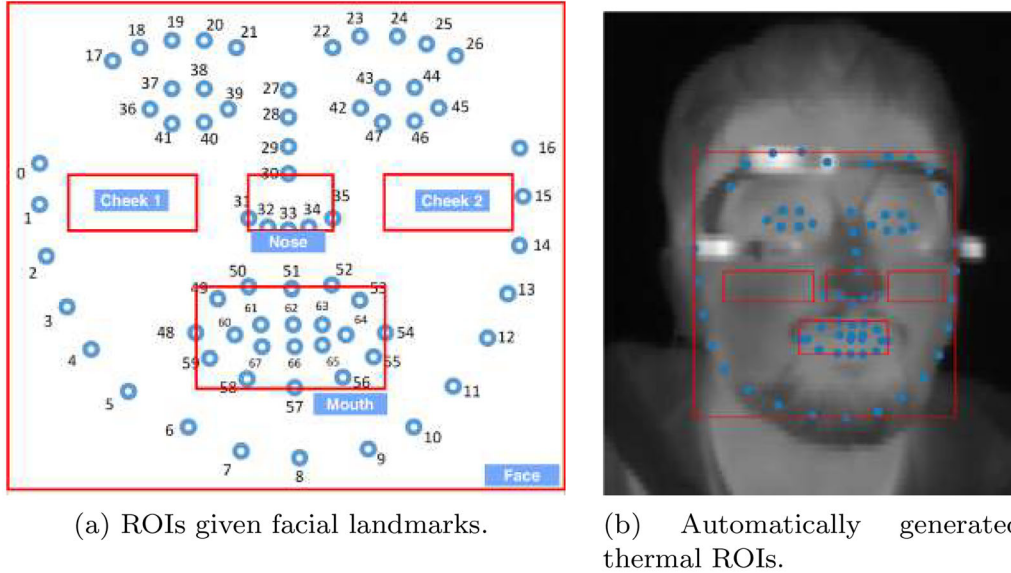 19 20 23 24
18 21 22 25
17 26
37 38 27 43 44
36 39 28 42 45
41 40 47 46
29
0 30 16
1 Cheek 1 31 32 33 34 35 Cheek 2 15
Nose
2 14
50 51 52
3 49 53 13
61 62 63
48 60 64 54 12
4 59 67 66 65 55
58 56
5 57 11
Mouth
6 10
7 8 9
Face
(a) ROIs given facial landmarks.
(b) Automatically generated
thermal ROIs.